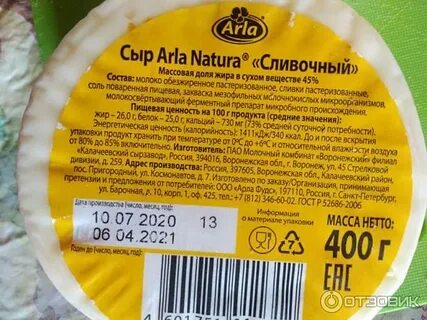 Arla
Сыр Arla Natura® «Сливочный»
Массовая доля жира в сухом веществе 45%
Состав: молоко обезжиренное пастеризованное, сливки пастеризованные,
соль поваренная пищевая, закваска мезофильных молочнокислых микроорганизмов,
молокосвертывающий ферментный препарат микробного происхождения.
Пищевая ценность на 100 г продукта (средние значения):
жир – 26,0 г, белок – 25,0 г, кальций – 730 мг (73% средней суточной потребности).
Энергетическая ценность (калорийность): 1411кДж/340 ккал. До и после вскрытия
упаковки продукт хранить при температуре от 0°С до +6°С и относительной влажности воздуха
от 80% до 85% включительно. Изготовитель: ПАО Молочный комбинат «Воронежский» филиал
«Калачеевский сырзавод», Россия, 394016, Воронежская обл., г. Воронеж, ул. 45 Стрелковой
дивизии, д. 259. Адрес производства: Россия, 397605, Воронежская обл., Калачеевский район,
пос. Пригородный, ул. Космонавтов, д. 7. Изготовлено по заказу/Организация, принимающая
претензии от потребителей: ООО «Арла Фудс», 197110, Россия, г. Санкт-Петербург,
ул. Барочная, д. 10, корп. 1, оф. 425, тел.: +7 (812) 346-60-02. ГОСТ Р 52686-2006
Дата производства
(число, месяц, год):
10 07 2020 13
06 04 2021
Годен до (число, месяц, год):
Информация
о материале упаковки
7
МАССА НЕТТО:
400 г
EAC
ОТЗОВИК